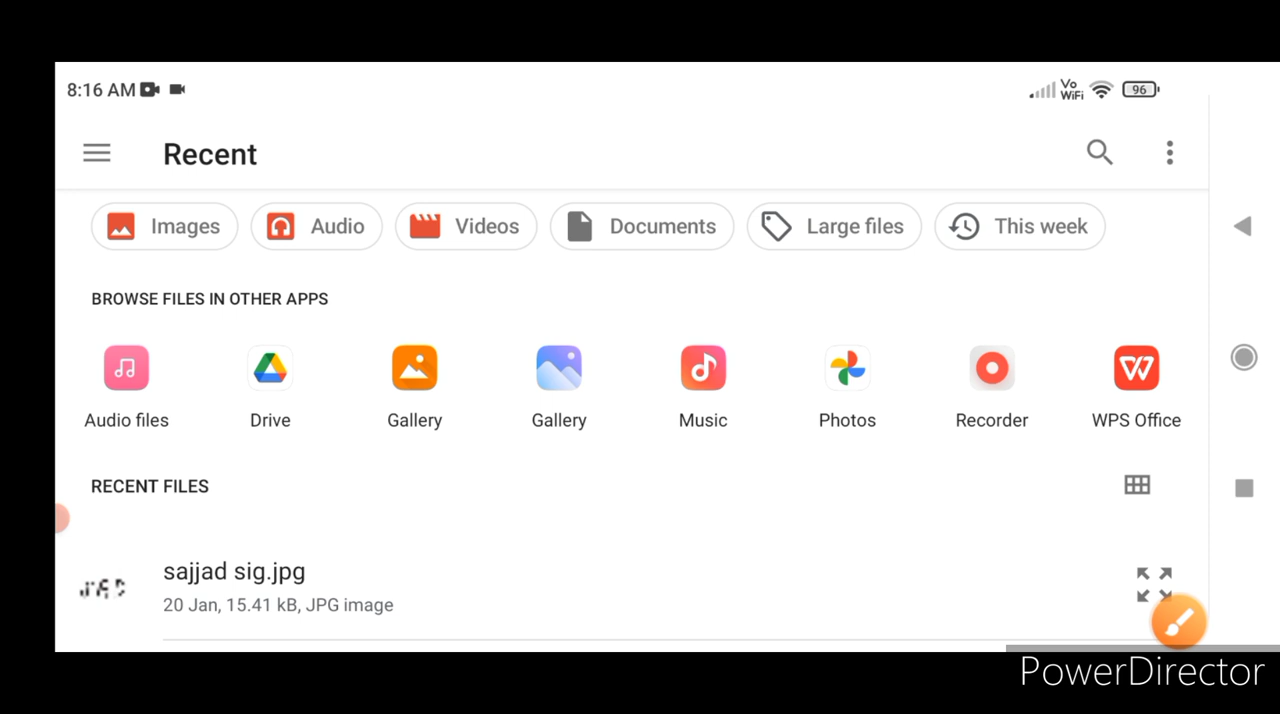 8:16 AM Vo WiFi 96
Recent
Images Audio Videos Documents Large files This week
BROWSE FILES IN OTHER APPS
Audio files Drive Gallery Gallery Music Photos Recorder WPS Office
RECENT FILES
sajjad sig.jpg
20 Jan, 15.41 kB, JPG image
PowerDirector